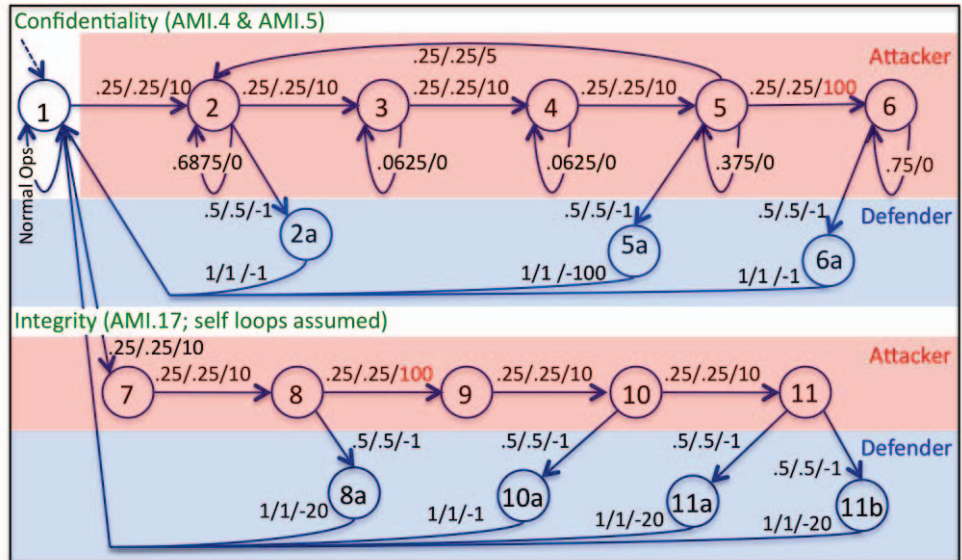 Confidentiality (AMI.4 & AMI.5)
Attacker
.25/.25/5
.25/.25/10
.25/.25/10
.25/.25/10
.25/.25/10
.25/.25/100
1
2
3
4
5
6
Normal Ops
.6875/0
.0625/0
.0625/0
.375/0
.75/0
Defender
.5/.5/-1
.5/.5/-1
.5/.5/-1
2a
5a
6a
1/1 /-1
1/1 /-100
1/1 /-1
Integrity (AMI.17; self loops assumed)
Attacker
.25/.25/10
.25/.25/10
.25/.25/100
.25/.25/10
.25/.25/10
7
8
9
10
11
Defender
.5/.5/-1
.5/.5/-1
.5/.5/-1
.5/.5/-1
8a
10a
11a
11b
1/1/-20
1/1/-1
1/1/-20
1/1/-20